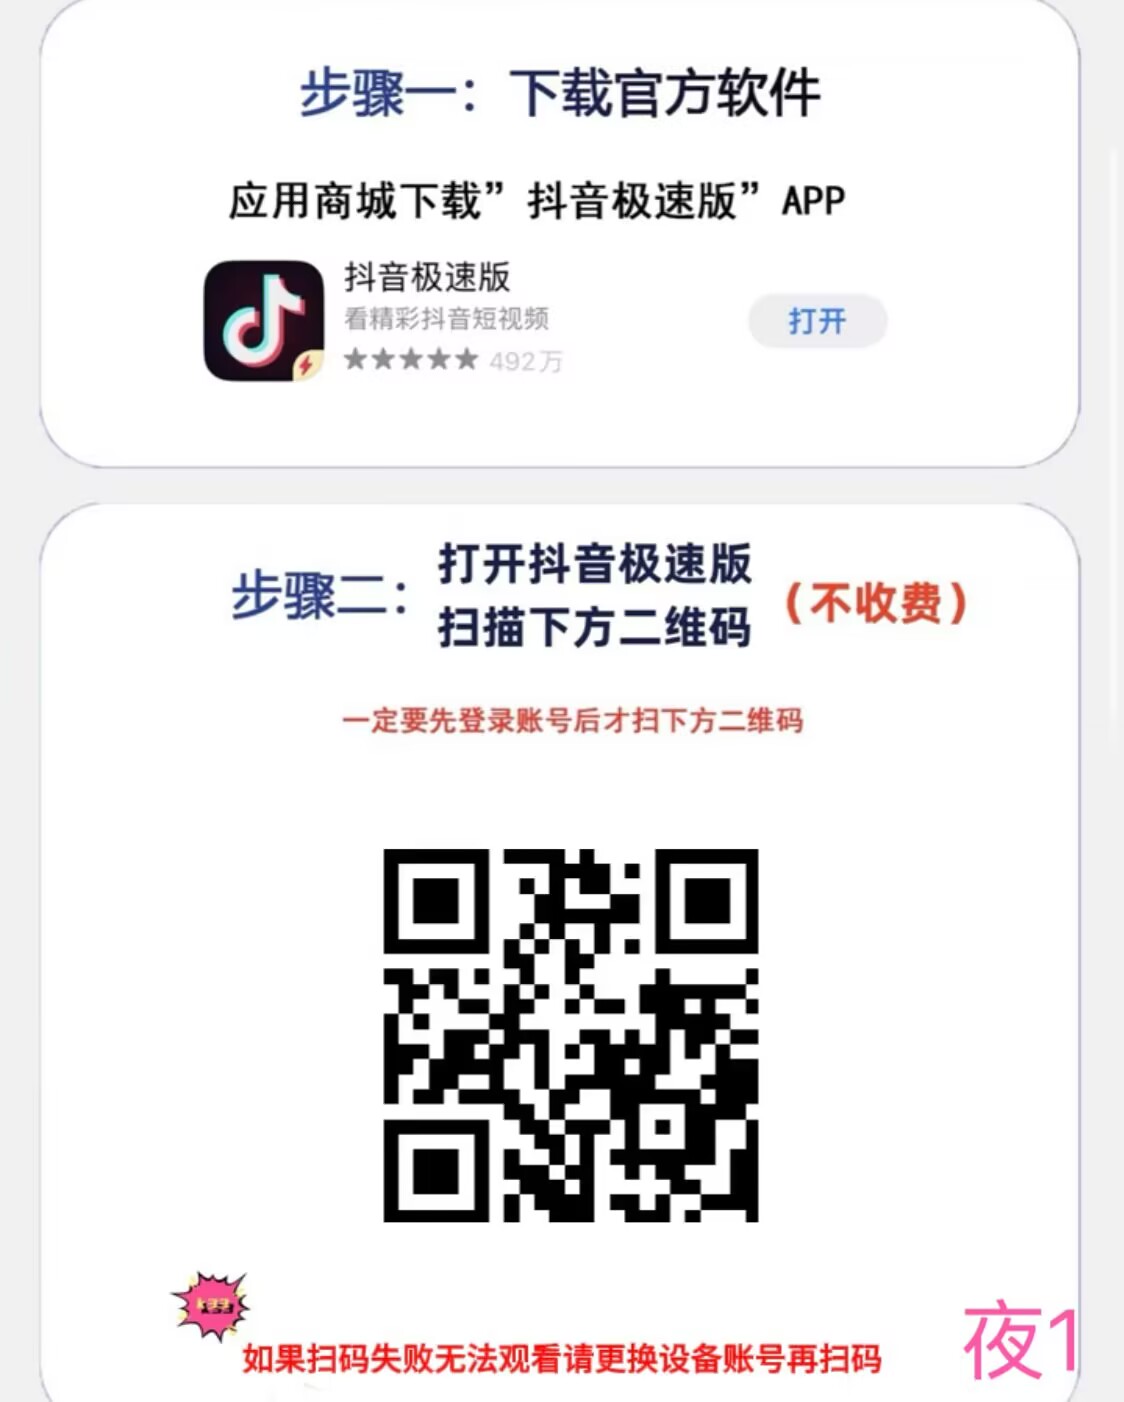 步骤一：下载官方软件
应用商城下载”抖音极速版”APP
抖音极速版
看精彩抖音短视频
492万
打开
步骤二：
打开抖音极速版
扫描下方二维码
（不收费）
一定要先登录账号后才扫下方二维码
如果扫码失败无法观看请更换设备账号再扫码
夜1